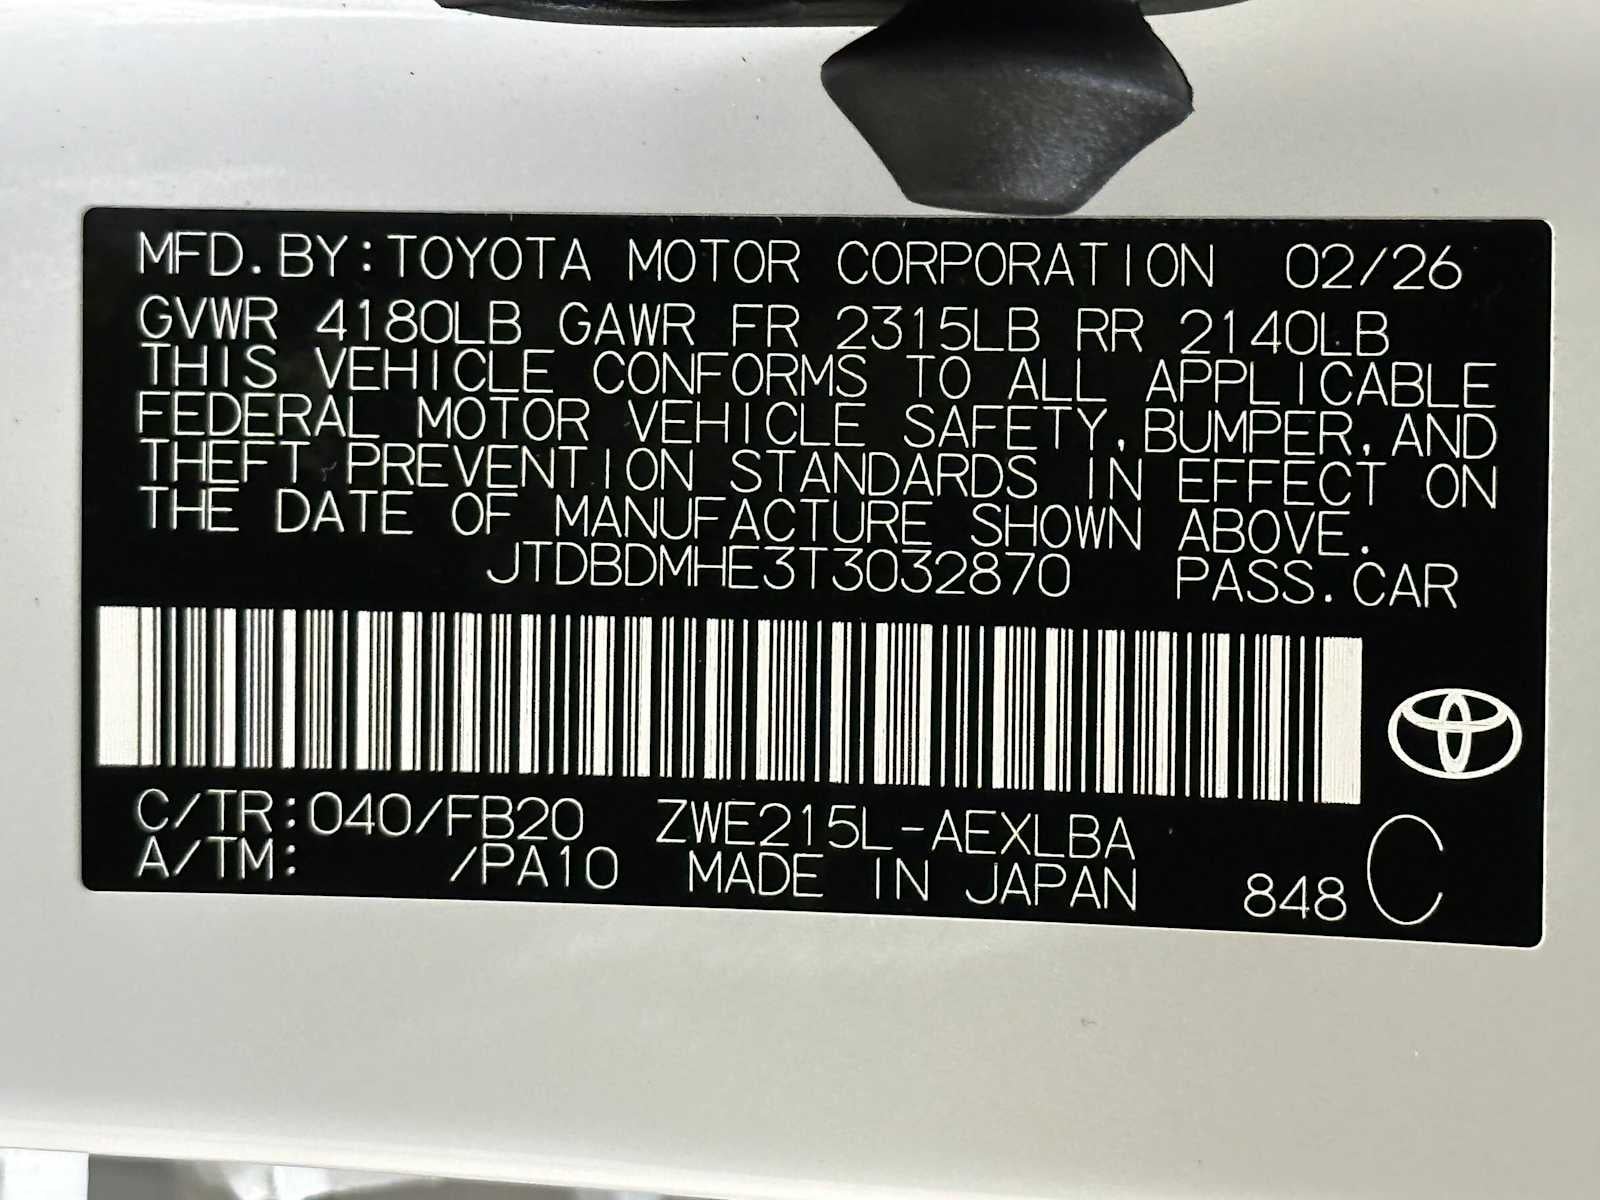 MFD. BY: TOYOTA MOTOR CORPORATION 02/26
GVWR 4180LB GAWR FR 2315LB RR 2140LB
THIS VEHICLE CONFORMS TO ALL APPLICABLE
FEDERAL MOTOR VEHICLE SAFETY, BUMPER, AND
THEFT PREVENTION STANDARDS IN EFFECT ON
THE DATE OF MANUFACTURE SHOWN ABOVE.
JTDBDMHE3T3032870 PASS. CAR
C/TR: 040/FB20 ZWE215L-AEXLBA
A/TM: /PA10 MADE IN JAPAN 848 C